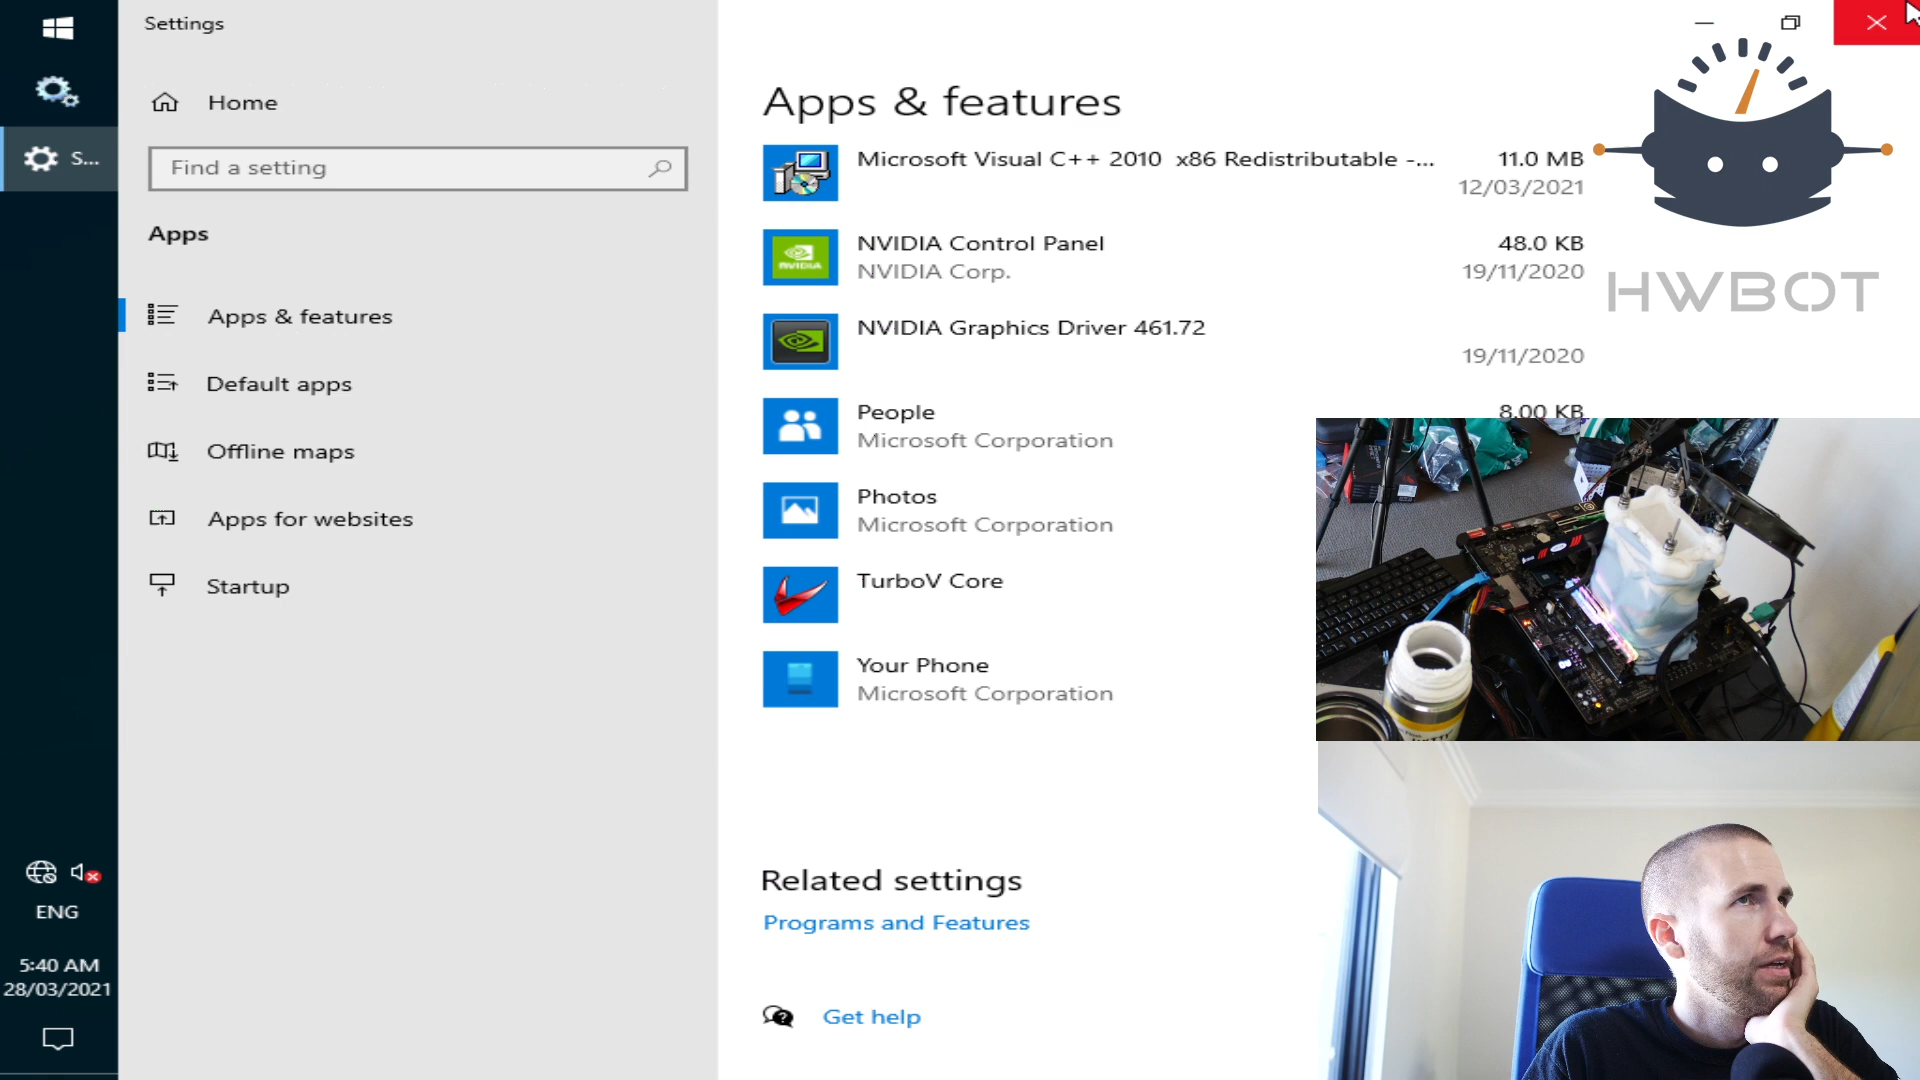 Settings
Home
Find a setting
Apps
Apps & features
Default apps
Offline maps
Apps for websites
Startup
S...
ENG
5:40 AM
28/03/2021
Apps & features
Microsoft Visual C++ 2010 x86 Redistributable -...
11.0 MB
12/03/2021
NVIDIA Control Panel
48.0 KB
NVIDIA Corp.
19/11/2020
NVIDIA
NVIDIA Graphics Driver 461.72
19/11/2020
People
8.00 KB
Microsoft Corporation
Photos
Microsoft Corporation
TurboV Core
Your Phone
Microsoft Corporation
Related settings
Programs and Features
Get help
HWBOT